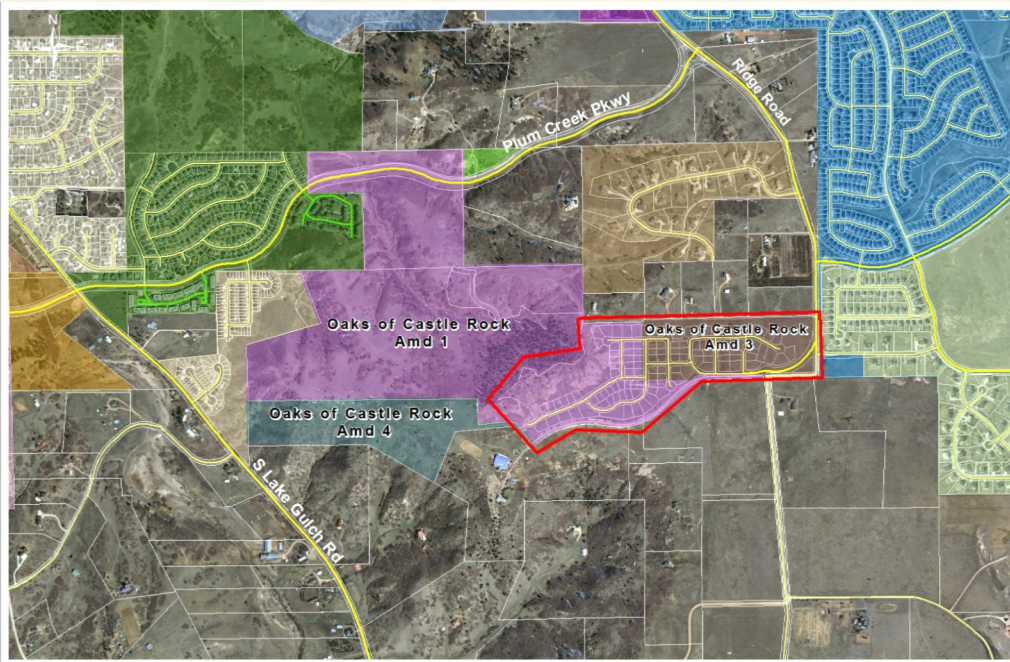 N
Plum Creek Pkwy
Ridge Road
Oaks of Castle Rock
Amd 1
Oaks of Castle Rock
Amd 3
Oaks of Castle Rock
Amd 4
S Lake Gulch Rd